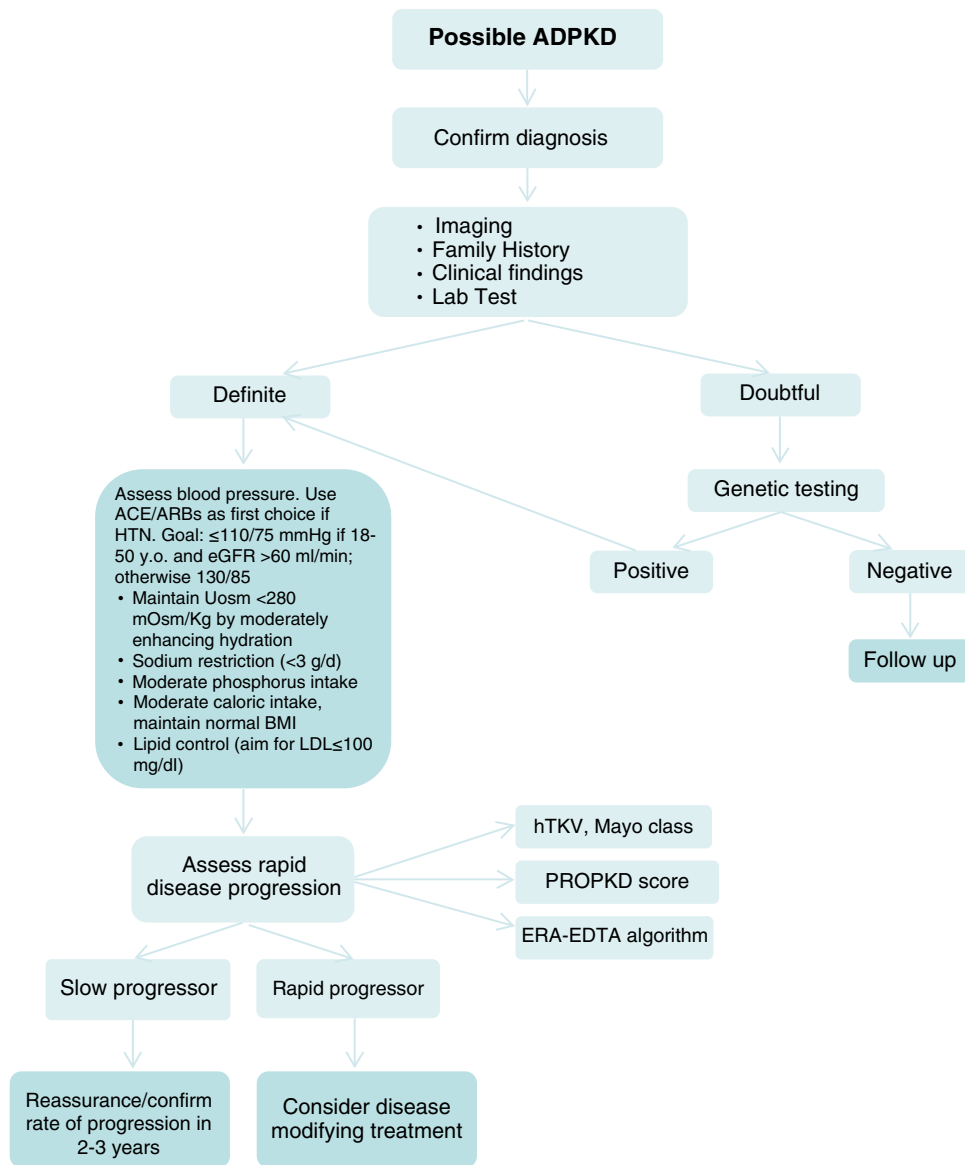 Possible ADPKD
Confirm diagnosis
• Imaging
• Family History
• Clinical findings
• Lab Test
Definite
Doubtful
Genetic testing
Positive
Negative
Follow up
Assess blood pressure. Use
ACE/ARBs as first choice if
HTN. Goal: ≤110/75 mmHg if 18-
50 y.o. and eGFR >60 ml/min;
otherwise 130/85
• Maintain Uosm <280
mOsm/Kg by moderately
enhancing hydration
• Sodium restriction (<3 g/d)
• Moderate phosphorus intake
• Moderate caloric intake,
maintain normal BMI
• Lipid control (aim for LDL≤100
mg/dl)
Assess rapid
disease progression
hTKV, Mayo class
PROPKD score
ERA-EDTA algorithm
Slow progressor
Rapid progressor
Reassurance/confirm
rate of progression in
2-3 years
Consider disease
modifying treatment